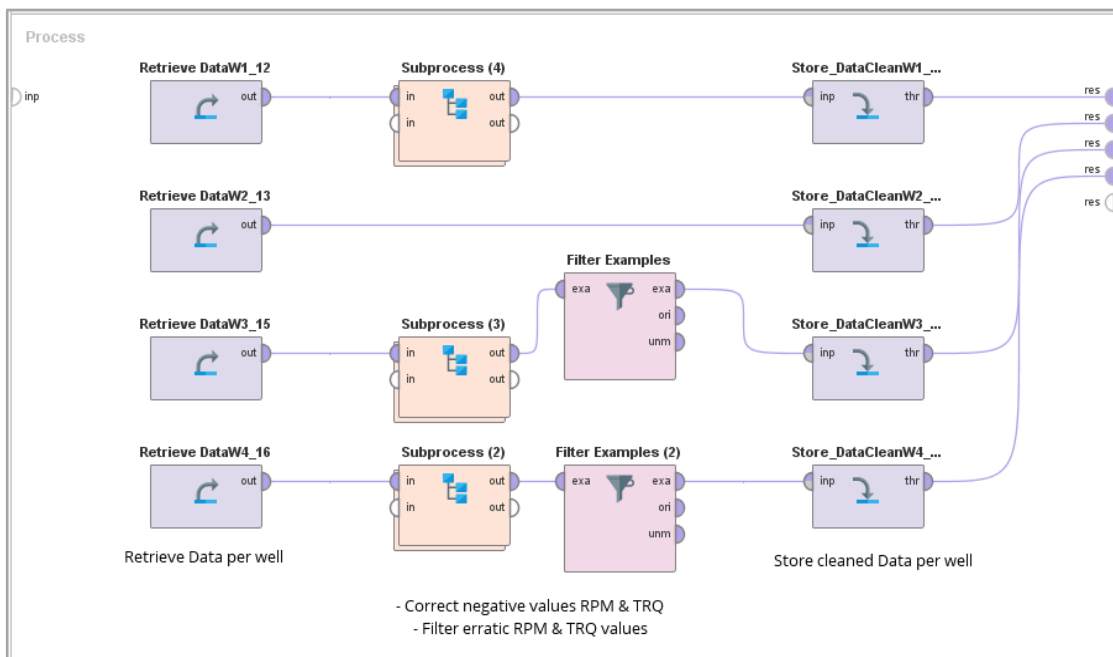 Process
inp
Retrieve DataW1_12
out
Subprocess (4)
in
out
in
out
Store_DataCleanW1_...
inp
thr
res
res
res
res
res
Retrieve DataW2_13
out
Store_DataCleanW2_...
inp
thr
Filter Examples
exa
exa
ori
unm
Retrieve DataW3_15
out
Subprocess (3)
in
out
in
out
Store_DataCleanW3_...
inp
thr
Retrieve DataW4_16
out
Subprocess (2)
in
out
in
out
Filter Examples (2)
exa
exa
ori
unm
Store_DataCleanW4_...
inp
thr
Retrieve Data per well
Store cleaned Data per well
- Correct negative values RPM & TRQ
- Filter erratic RPM & TRQ values